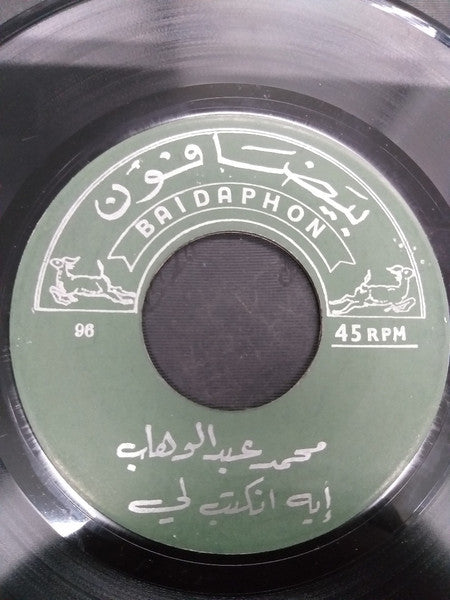 بيضافون
BAIDAPHON
96
45 RPM
محمد عبد الوهاب
إيه انكتب لي